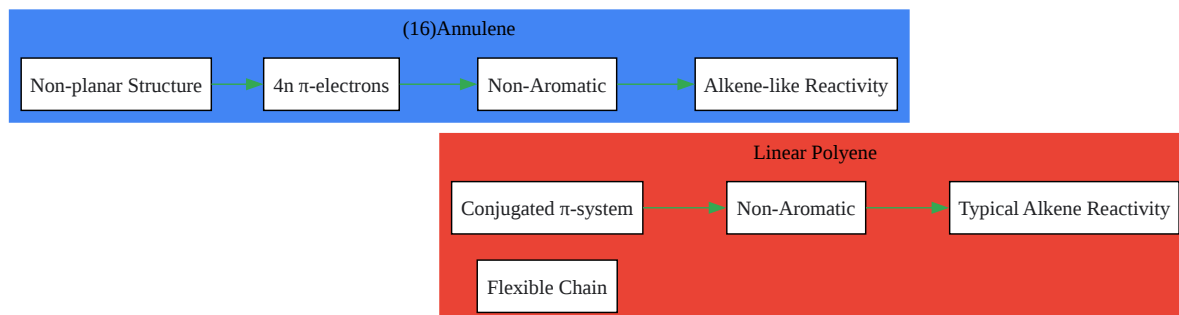 (16)Annulene
Non-planar Structure
4n π-electrons
Non-Aromatic
Alkene-like Reactivity
Linear Polyene
Conjugated π-system
Non-Aromatic
Typical Alkene Reactivity
Flexible Chain